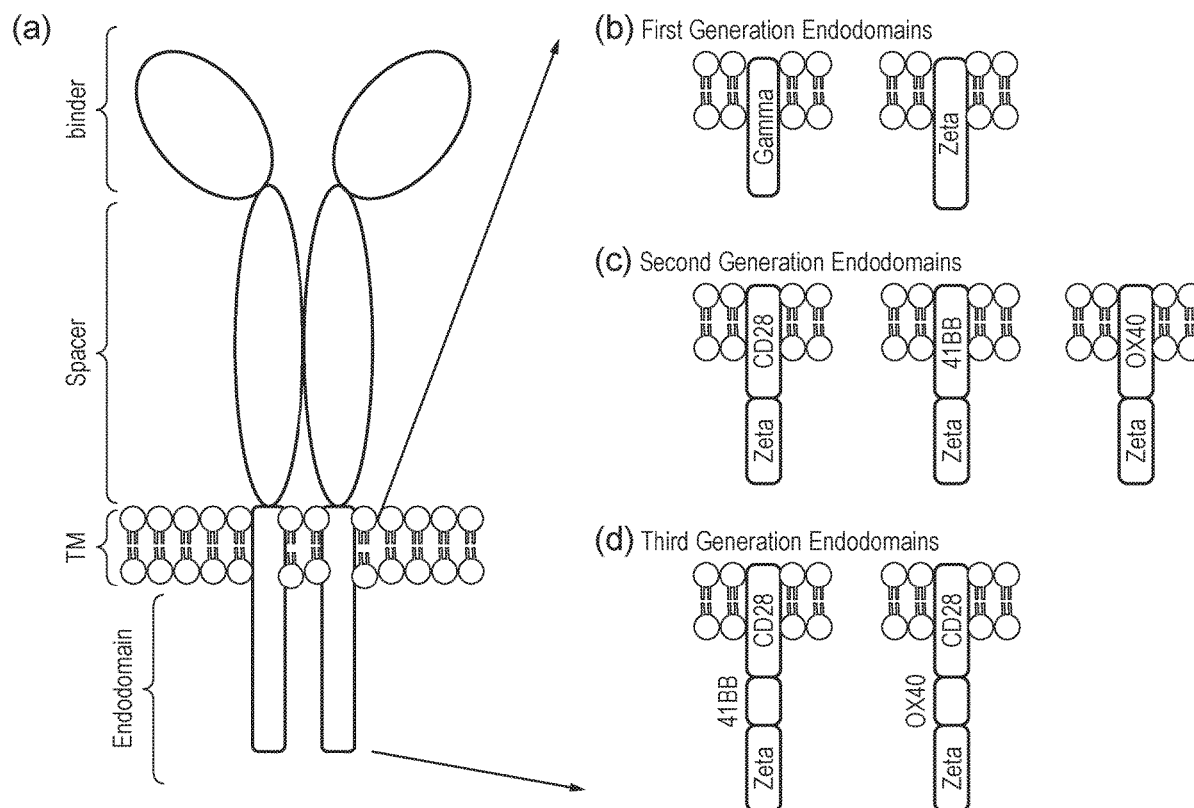 (a)
binder
Spacer
TM
Endodomain
(b) First Generation Endodomains
Gamma
Zeta
(c) Second Generation Endodomains
CD28
Zeta
41BB
Zeta
OX40
Zeta
(d) Third Generation Endodomains
CD28
41BB
Zeta
CD28
OX40
Zeta